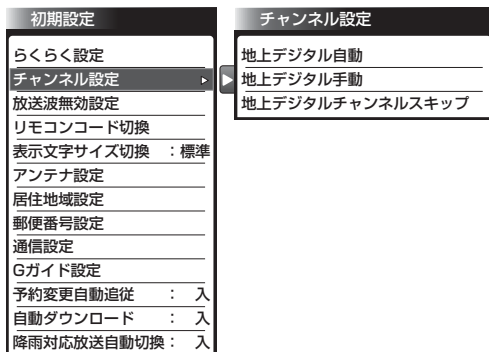 初期設定
らくらく設定
チャンネル設定
放送波無効設定
リモコンコード切換
表示文字サイズ切換 ：標準
アンテナ設定
居住地域設定
郵便番号設定
通信設定
Gガイド設定
予約変更自動追従 ： 入
自動ダウンロード ： 入
降雨対応放送自動切換： 入
チャンネル設定
地上デジタル自動
地上デジタル手動
地上デジタルチャンネルスキップ